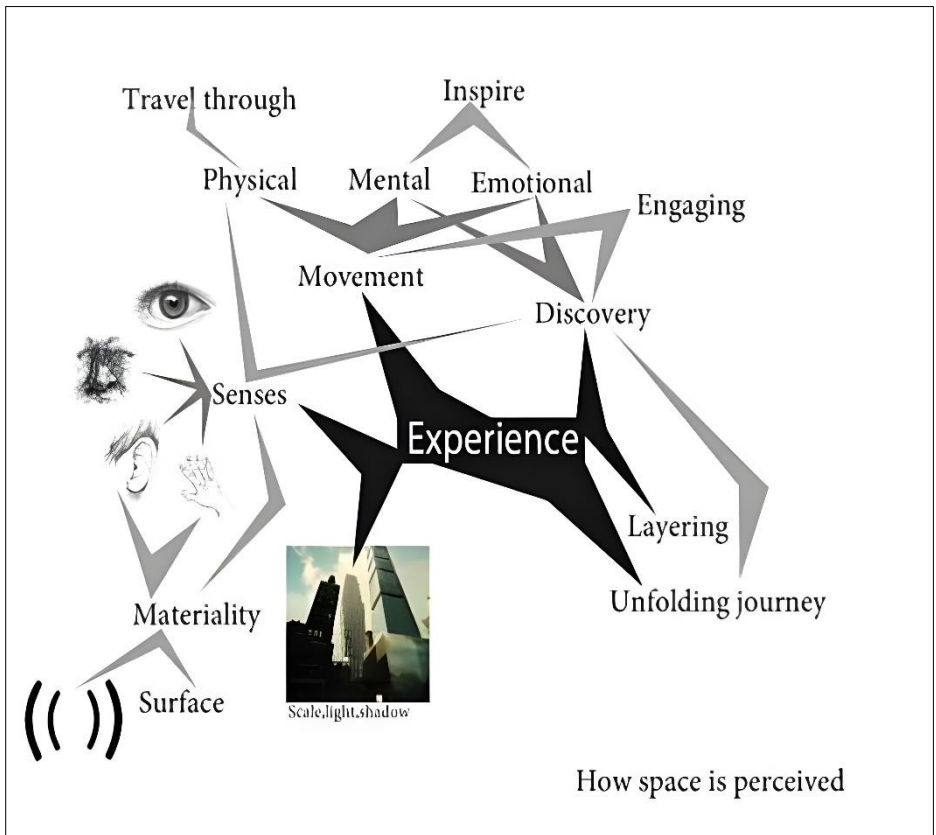 Inspire
Travel through
Physical
Mental
Emotional
Engaging
Movement
Discovery
Senses
Experience
Layering
Unfolding journey
Materiality
Surface
Scale,light,shadow
How space is perceived